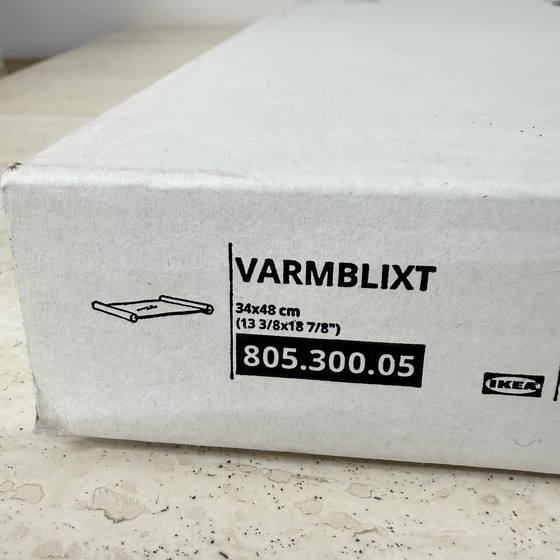 VARMBLIXT
34x48 cm
(13 3/8x18 7/8")
805.300.05
IKEA